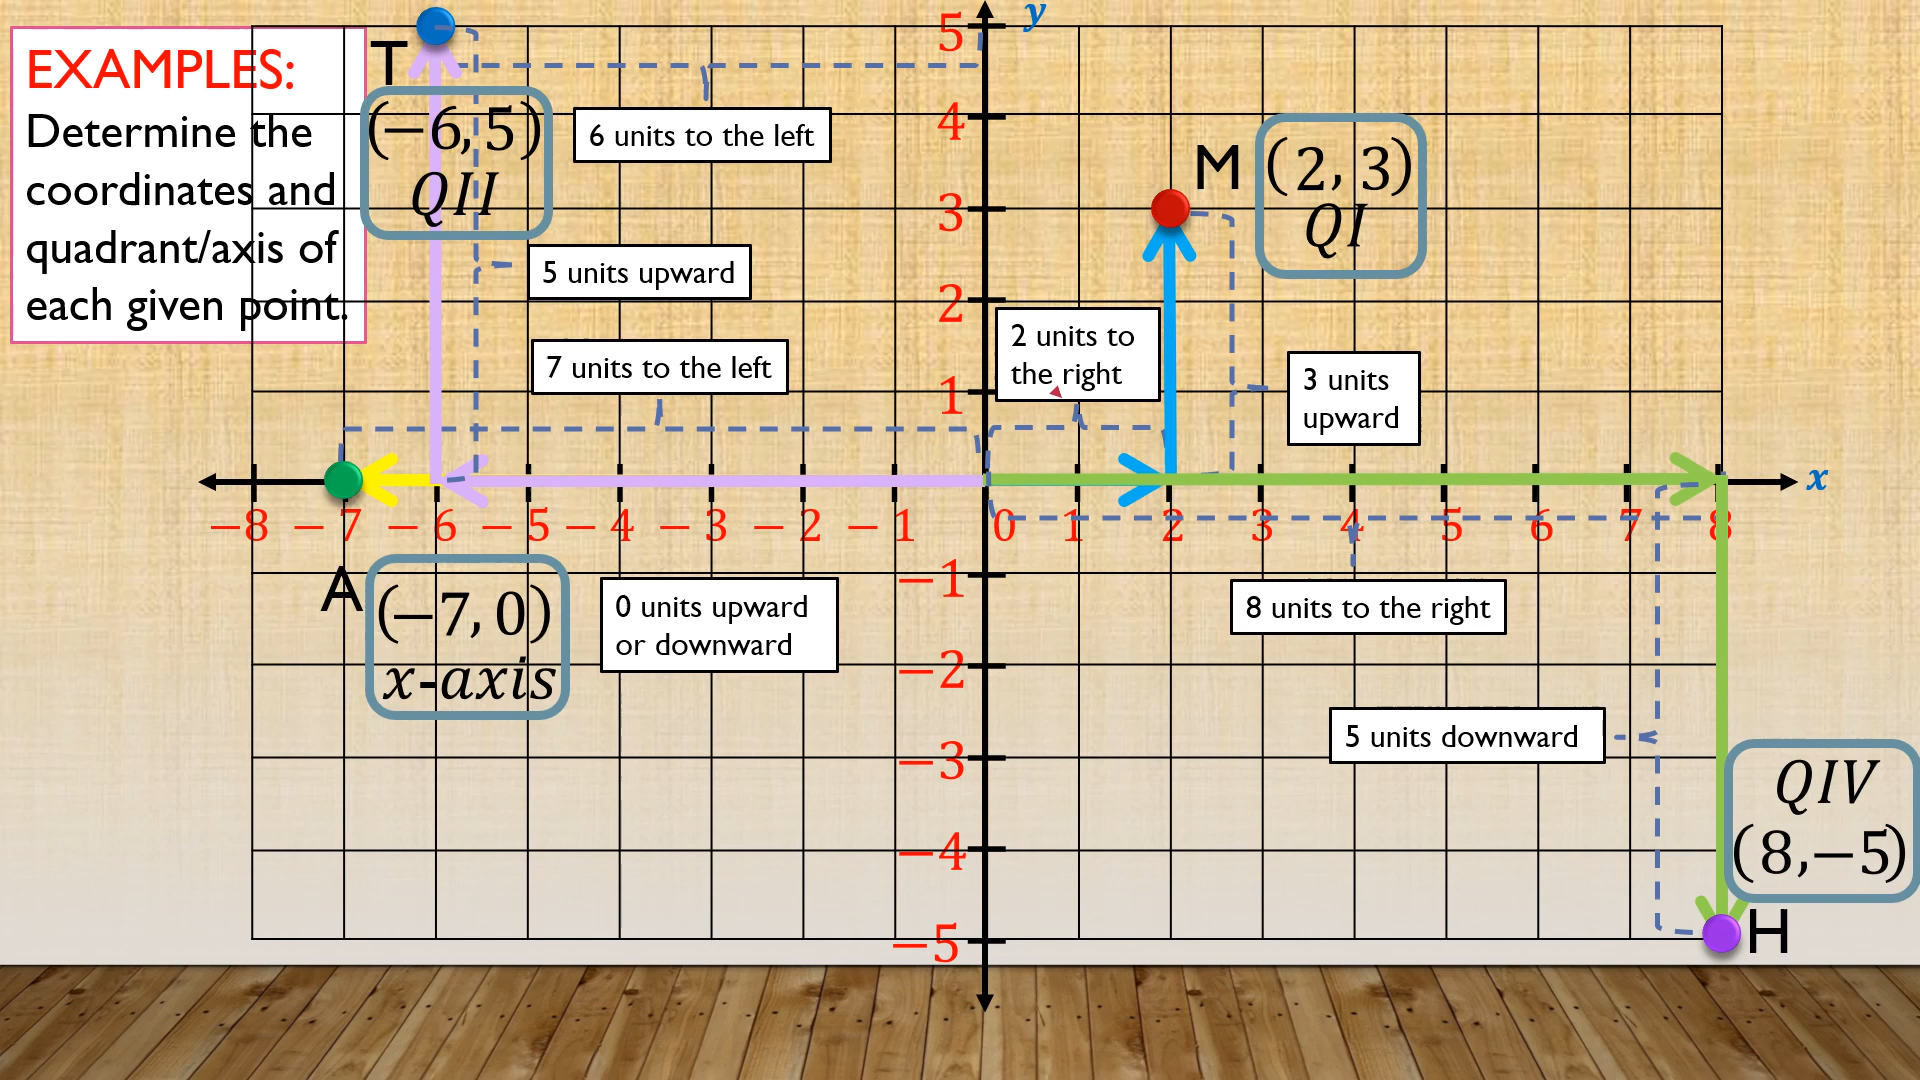 EXAMPLES:
Determine the
coordinates and
quadrant/axis of
each given point.
T
(−6, 5)
QII
6 units to the left
5 units upward
7 units to the left
y
5
4
3
2
1
M
(2, 3)
QI
2 units to
the right
3 units
upward
x
−8 −7 −6 −5 −4 −3 −2 −1 0 1 2 3 4 5 6 7 8
A
(−7, 0)
x-axis
0 units upward
or downward
−1
−2
−3
−4
−5
8 units to the right
5 units downward
QIV
(8,−5)
H